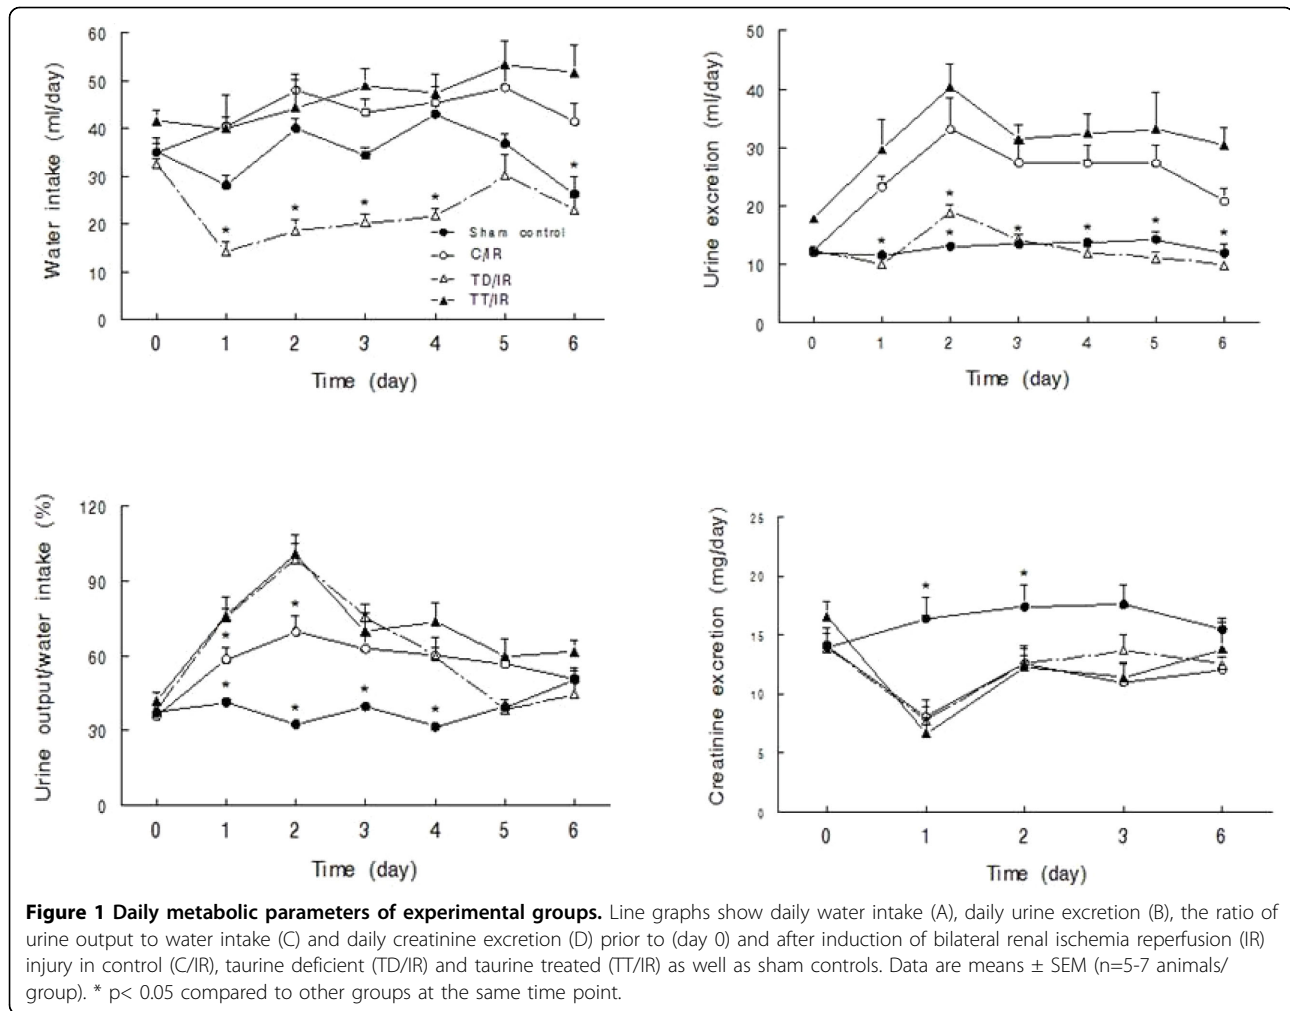 60
50
40
30
20
10
0
Water intake (ml/day)
* * * * *
Sham control
C/IR
TD/IR
TT/IR
0 1 2 3 4 5 6
Time (day)
50
40
30
20
10
0
Urine excretion (ml/day)
* * * * * * *
0 1 2 3 4 5 6
Time (day)
120
90
60
30
0
Urine output/water intake (%)
* * * * * * *
0 1 2 3 4 5 6
Time (day)
25
20
15
10
5
0
Creatinine excretion (mg/day)
* *
0 1 2 3 6
Time (day)
Figure 1 Daily metabolic parameters of experimental groups. Line graphs show daily water intake (A), daily urine excretion (B), the ratio of
urine output to water intake (C) and daily creatinine excretion (D) prior to (day 0) and after induction of bilateral renal ischemia reperfusion (IR)
injury in control (C/IR), taurine deficient (TD/IR) and taurine treated (TT/IR) as well as sham controls. Data are means ± SEM (n=5-7 animals/
group). * p< 0.05 compared to other groups at the same time point.